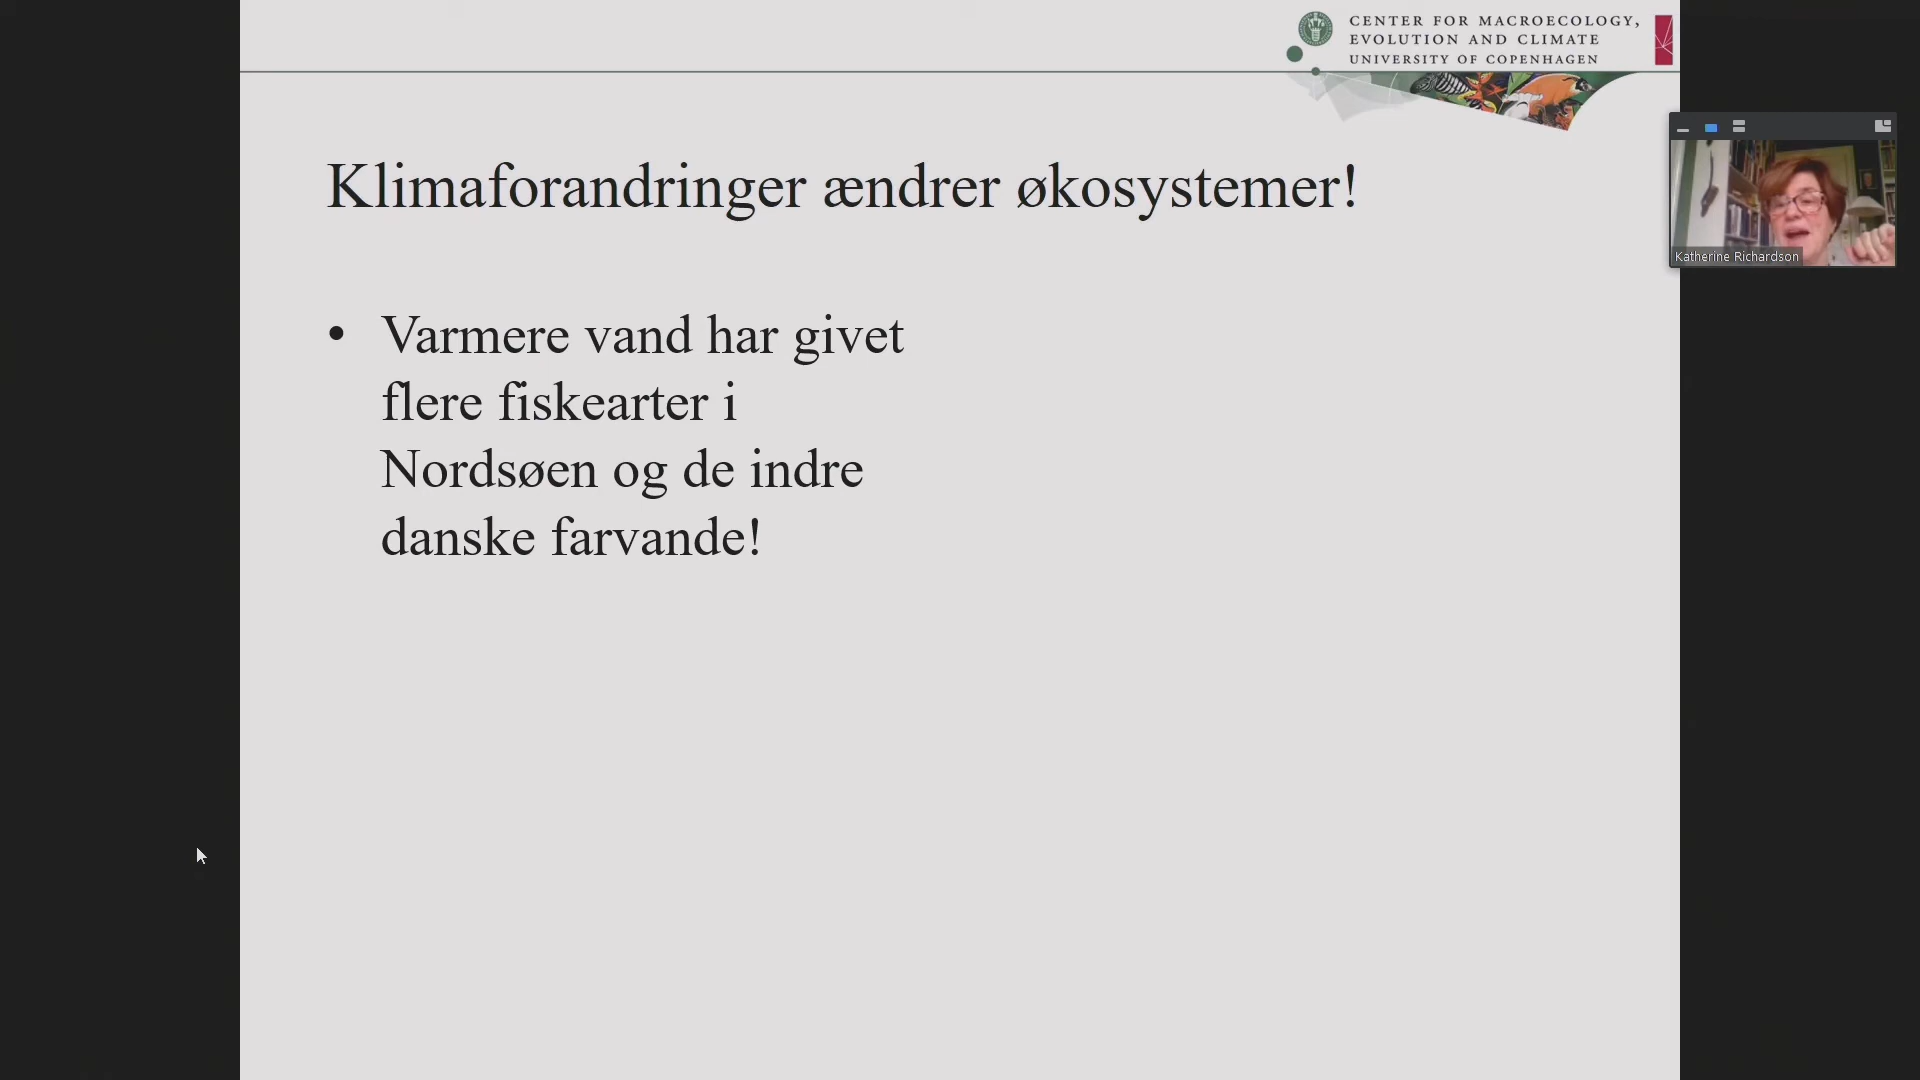 CENTER FOR MACROECOLOGY,
EVOLUTION AND CLIMATE
UNIVERSITY OF COPENHAGEN
Klimaforandringer ændrer økosystemer!
Katherine Richardson
• Varmere vand har givet
flere fiskearter i
Nordsøen og de indre
danske farvande!